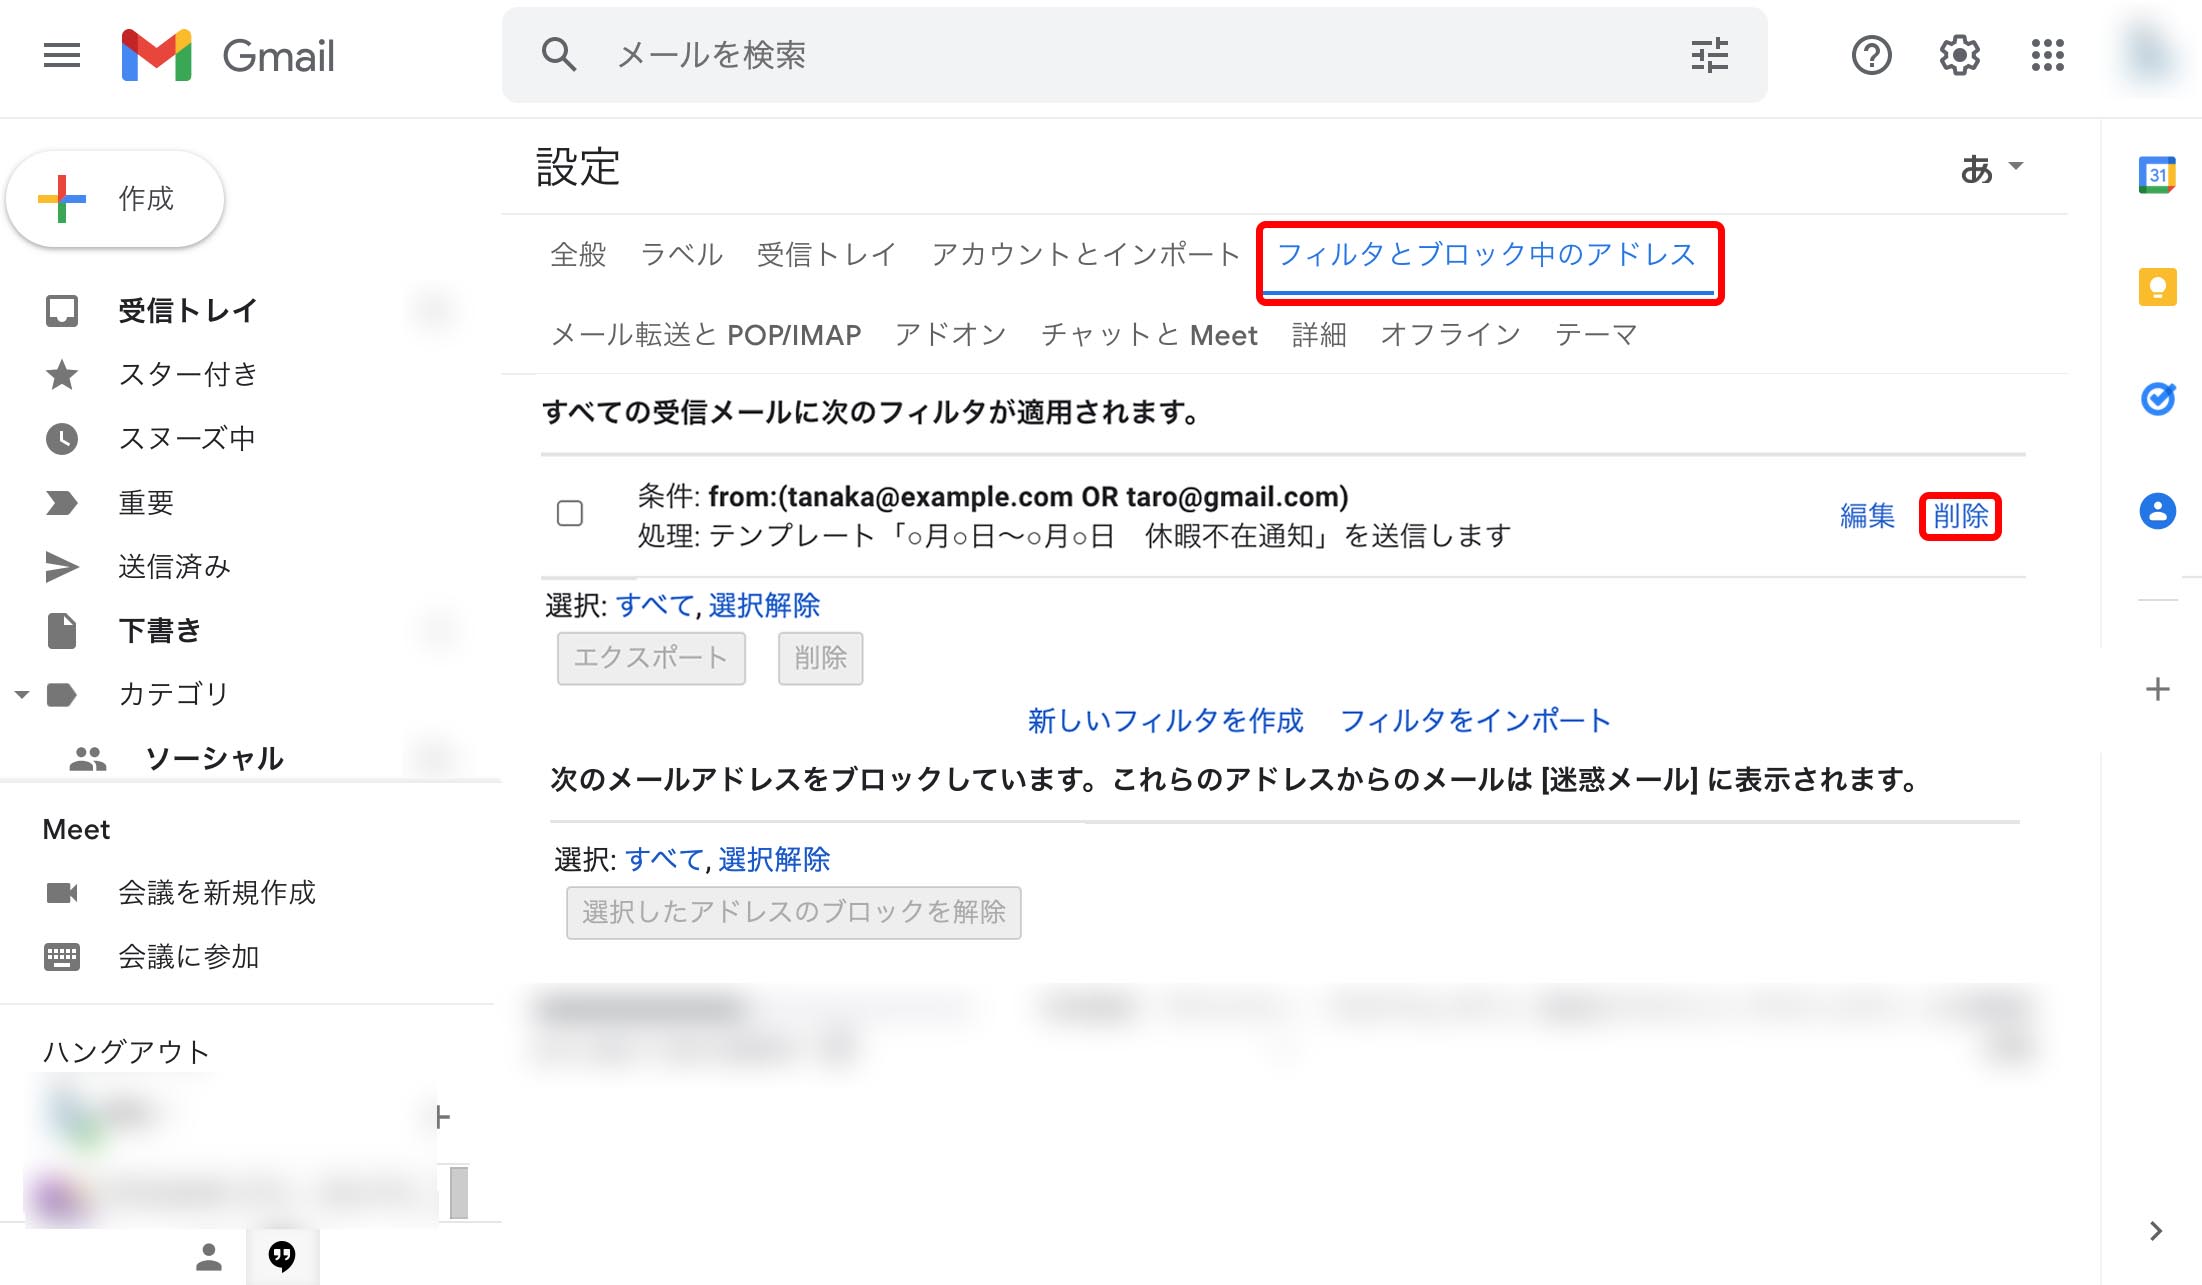 Gmail
メールを検索
作成
受信トレイ
スター付き
スヌーズ中
重要
送信済み
下書き
カテゴリ
ソーシャル
Meet
会議を新規作成
会議に参加
ハングアウト
設定
あ
全般 ラベル 受信トレイ アカウントとインポート フィルタとブロック中のアドレス
メール転送と POP/IMAP アドオン チャットと Meet 詳細 オフライン テーマ
すべての受信メールに次のフィルタが適用されます。
条件: from:(tanaka@example.com OR taro@gmail.com)
処理: テンプレート「○月○日〜○月○日　休暇不在通知」を送信します
編集 削除
選択: すべて, 選択解除
エクスポート 削除
新しいフィルタを作成 フィルタをインポート
次のメールアドレスをブロックしています。これらのアドレスからのメールは [迷惑メール] に表示されます。
選択: すべて, 選択解除
選択したアドレスのブロックを解除
31